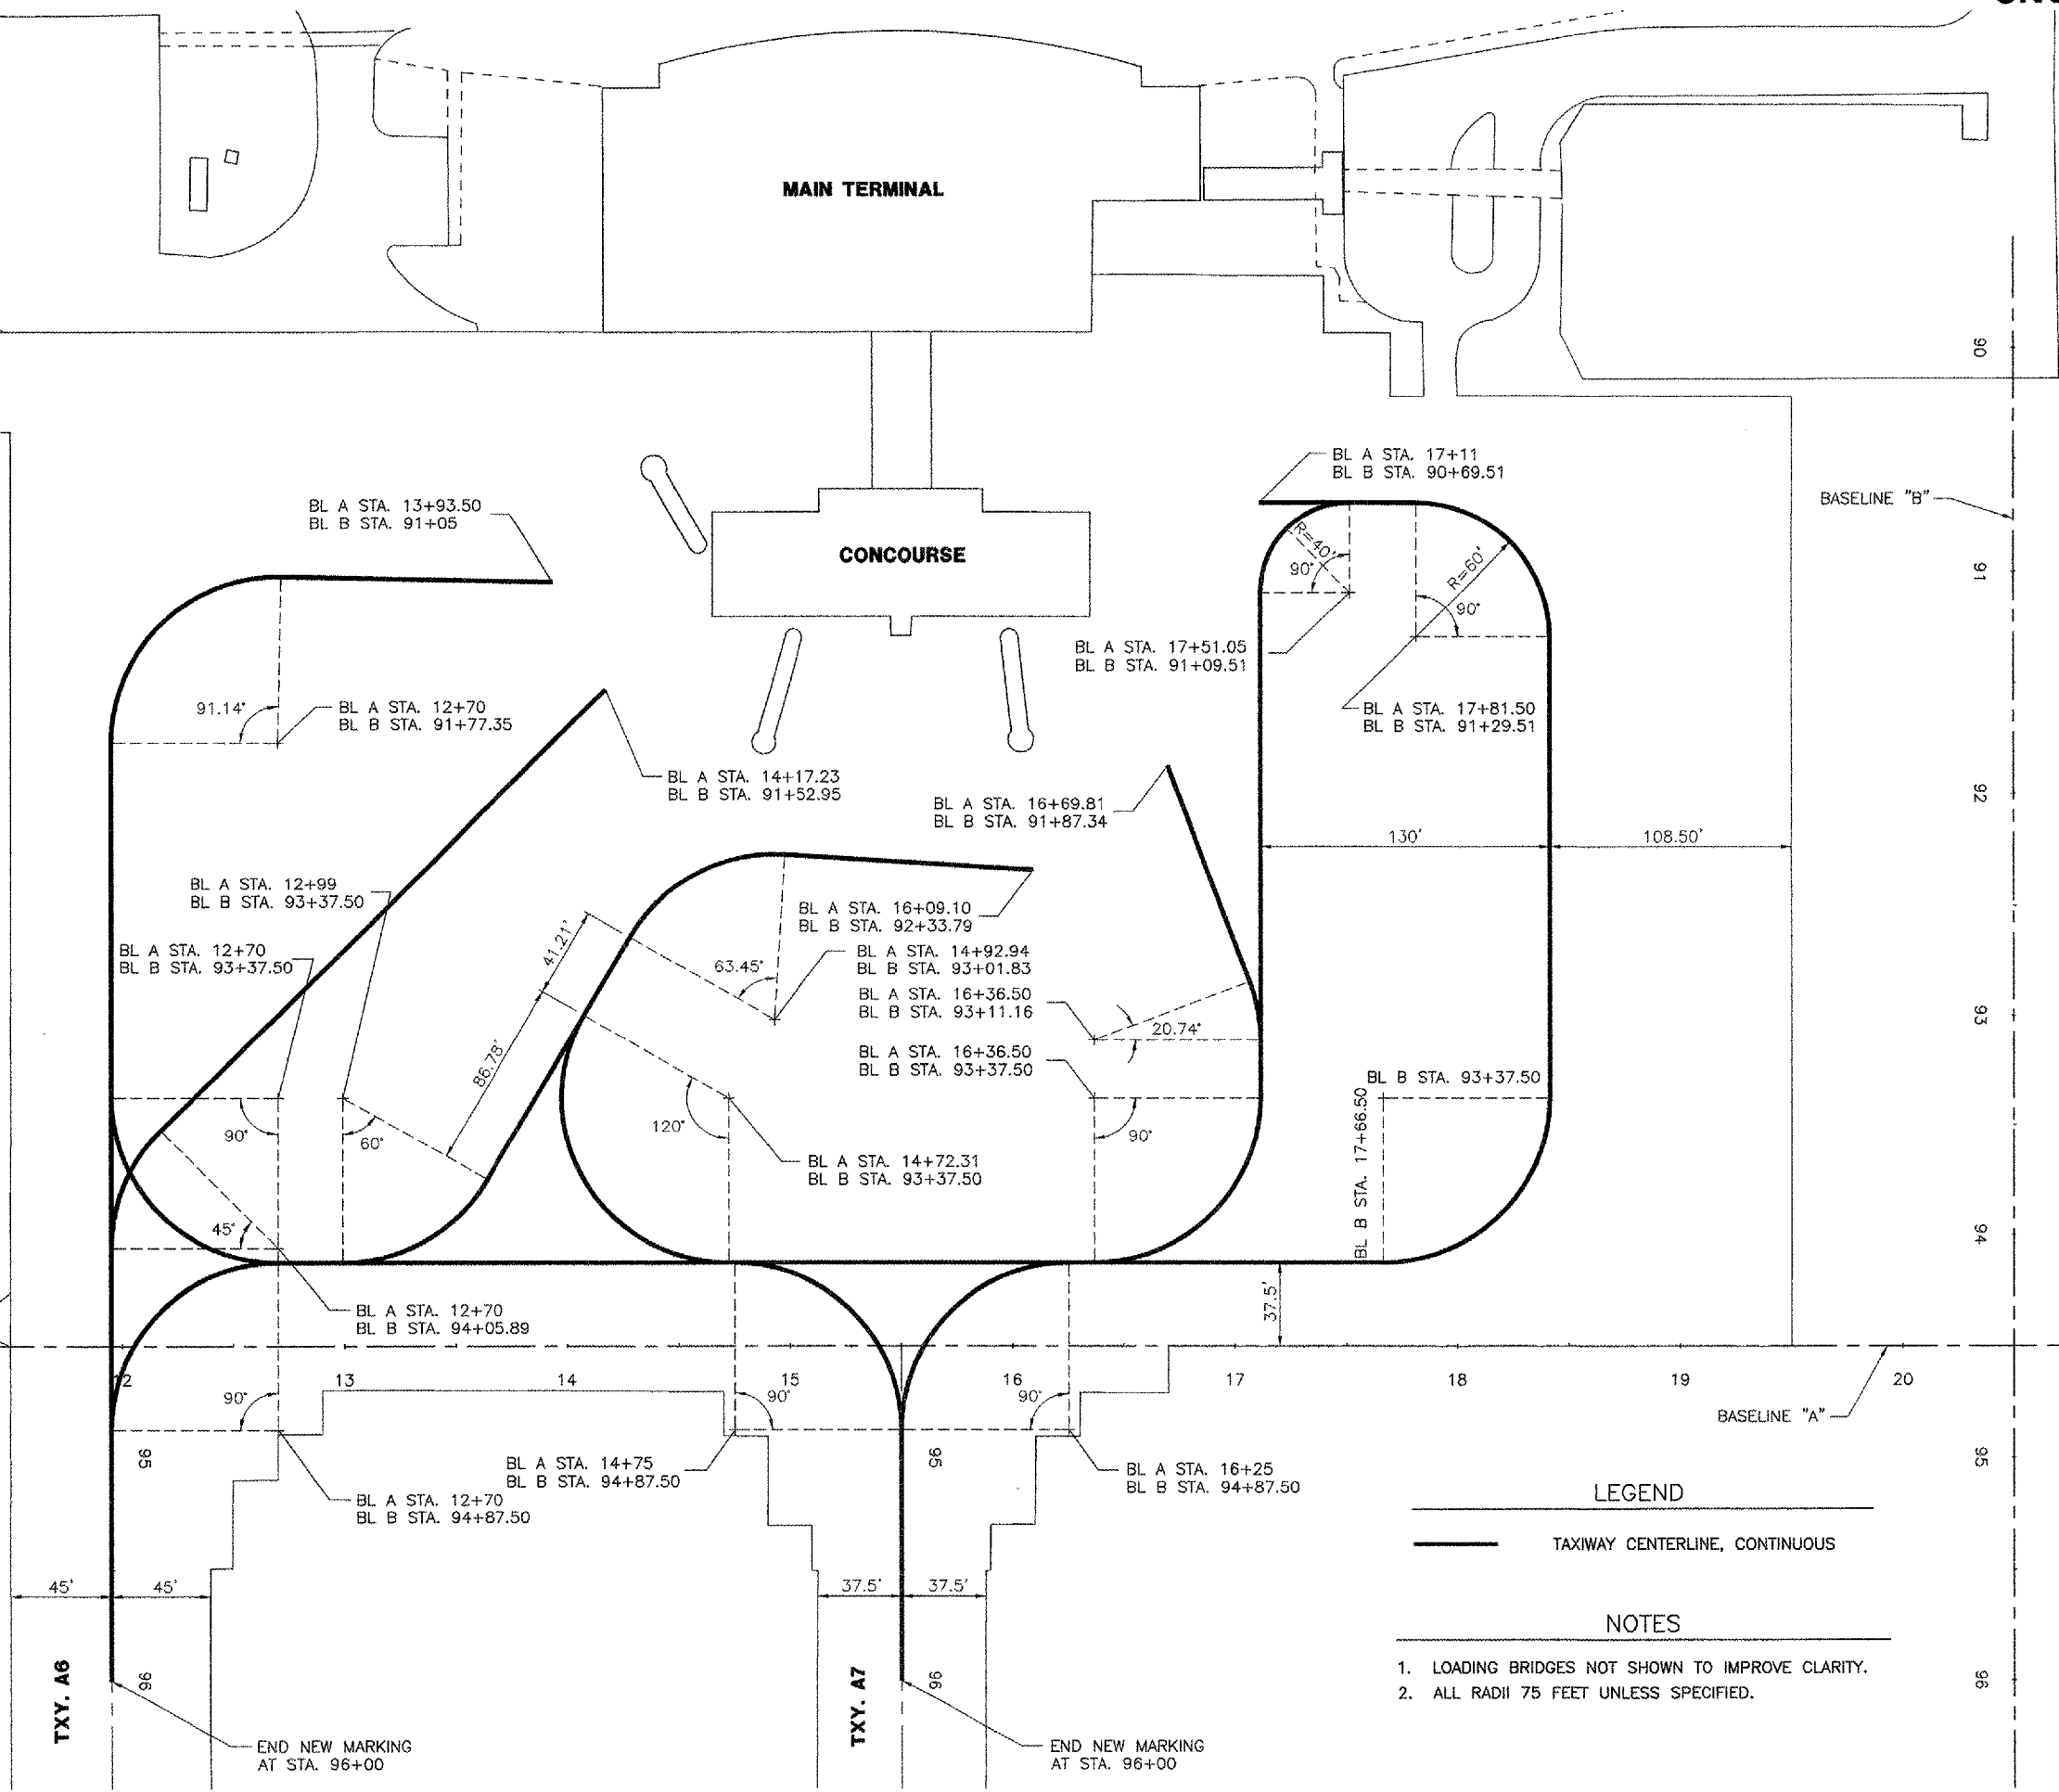 MAIN TERMINAL
90
BL A STA. 17+11
BL B STA. 90+69.51
BASELINE "B"
BL A STA. 13+93.50
BL B STA. 91+05
CONCOURSE
R=40'
90°
R=60'
90°
91
BL A STA. 17+51.05
BL B STA. 91+09.51
91.14°
BL A STA. 12+70
BL B STA. 91+77.35
BL A STA. 17+81.50
BL B STA. 91+29.51
BL A STA. 14+17.23
BL B STA. 91+52.95
92
BL A STA. 16+69.81
BL B STA. 91+87.34
130'
108.50'
BL A STA. 12+99
BL B STA. 93+37.50
BL A STA. 16+09.10
BL B STA. 92+33.79
BL A STA. 12+70
BL B STA. 93+37.50
41.21'
63.45°
BL A STA. 14+92.94
BL B STA. 93+01.83
BL A STA. 16+36.50
BL B STA. 93+11.16
20.74°
93
86.78'
BL A STA. 16+36.50
BL B STA. 93+37.50
BL B STA. 93+37.50
BL B STA. 17+66.50
90°
60°
120°
90°
BL A STA. 14+72.31
BL B STA. 93+37.50
45°
94
BL A STA. 12+70
BL B STA. 94+05.89
37.5'
12
13
14
15
16
17
18
19
20
90°
90°
90°
BASELINE "A"
95
95
95
BL A STA. 14+75
BL B STA. 94+87.50
BL A STA. 16+25
BL B STA. 94+87.50
BL A STA. 12+70
BL B STA. 94+87.50
LEGEND
TAXIWAY CENTERLINE, CONTINUOUS
45'
45'
37.5'
37.5'
NOTES
1. LOADING BRIDGES NOT SHOWN TO IMPROVE CLARITY.
2. ALL RADII 75 FEET UNLESS SPECIFIED.
TXY. A6
96
TXY. A7
96
96
END NEW MARKING
AT STA. 96+00
END NEW MARKING
AT STA. 96+00